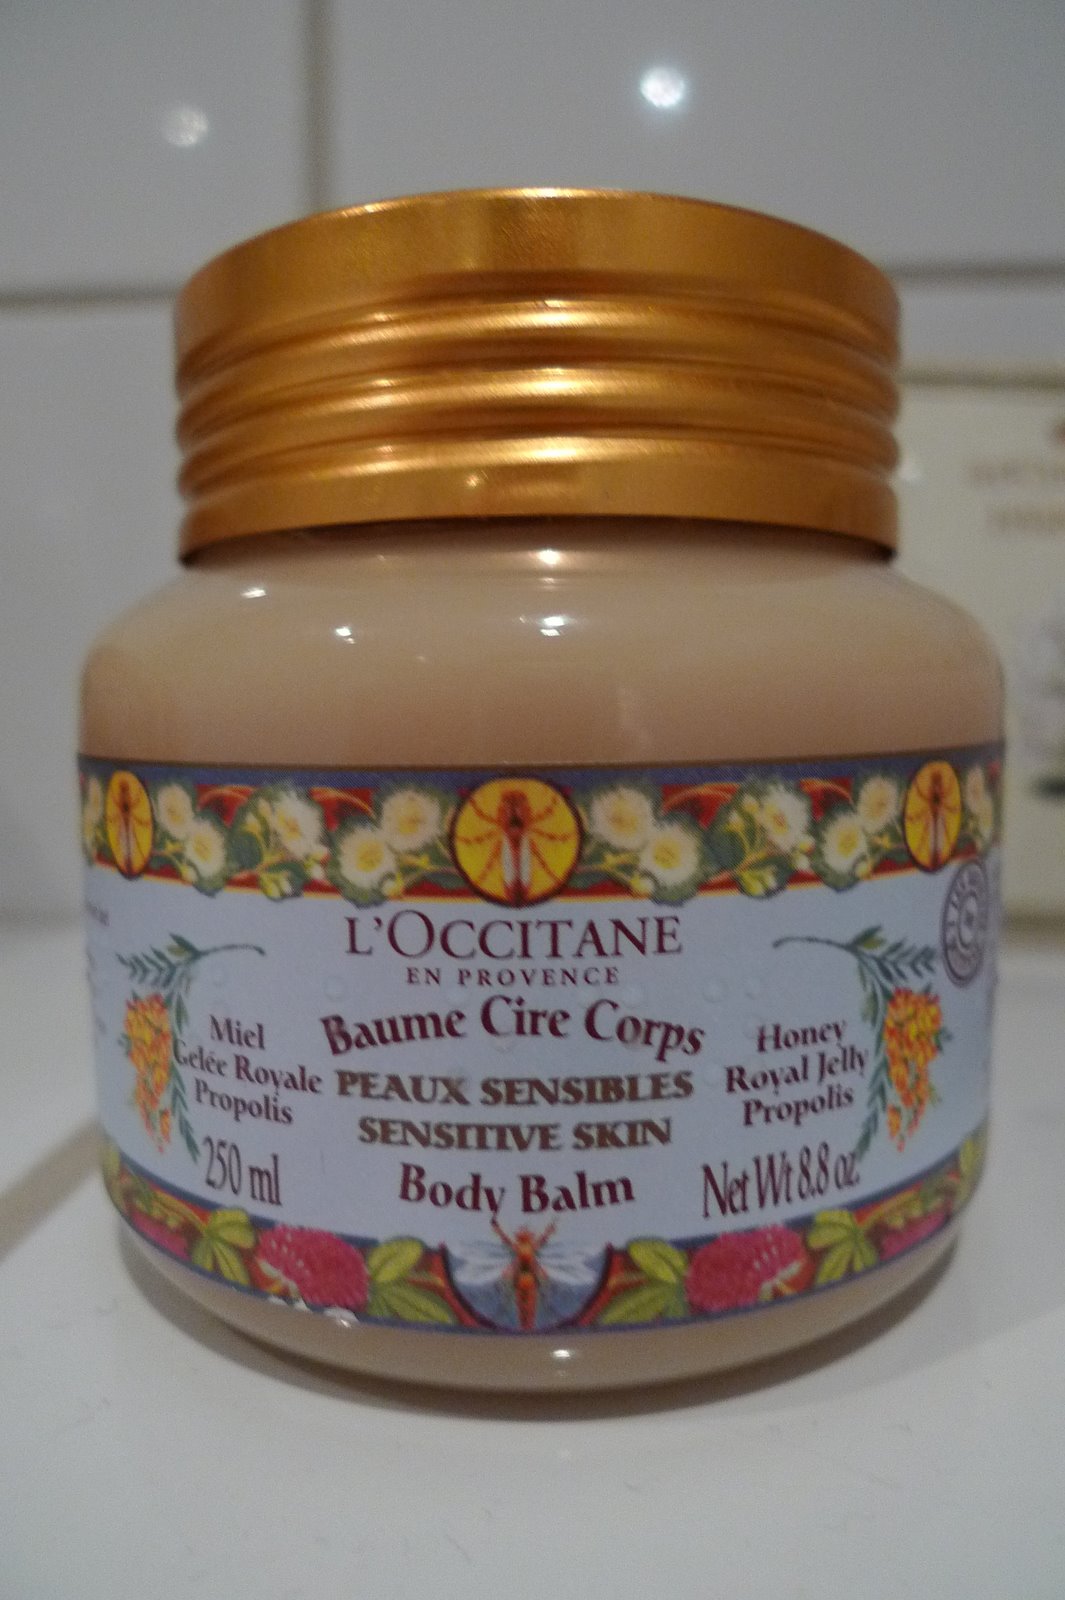 L'OCCITANE
EN PROVENCE
Baume Cire Corps
PEAUX SENSIBLES
SENSITIVE SKIN
Body Balm
Miel
Gelée Royale
Propolis
250 ml
Honey
Royal Jelly
Propolis
Net Wt 8.8 oz.